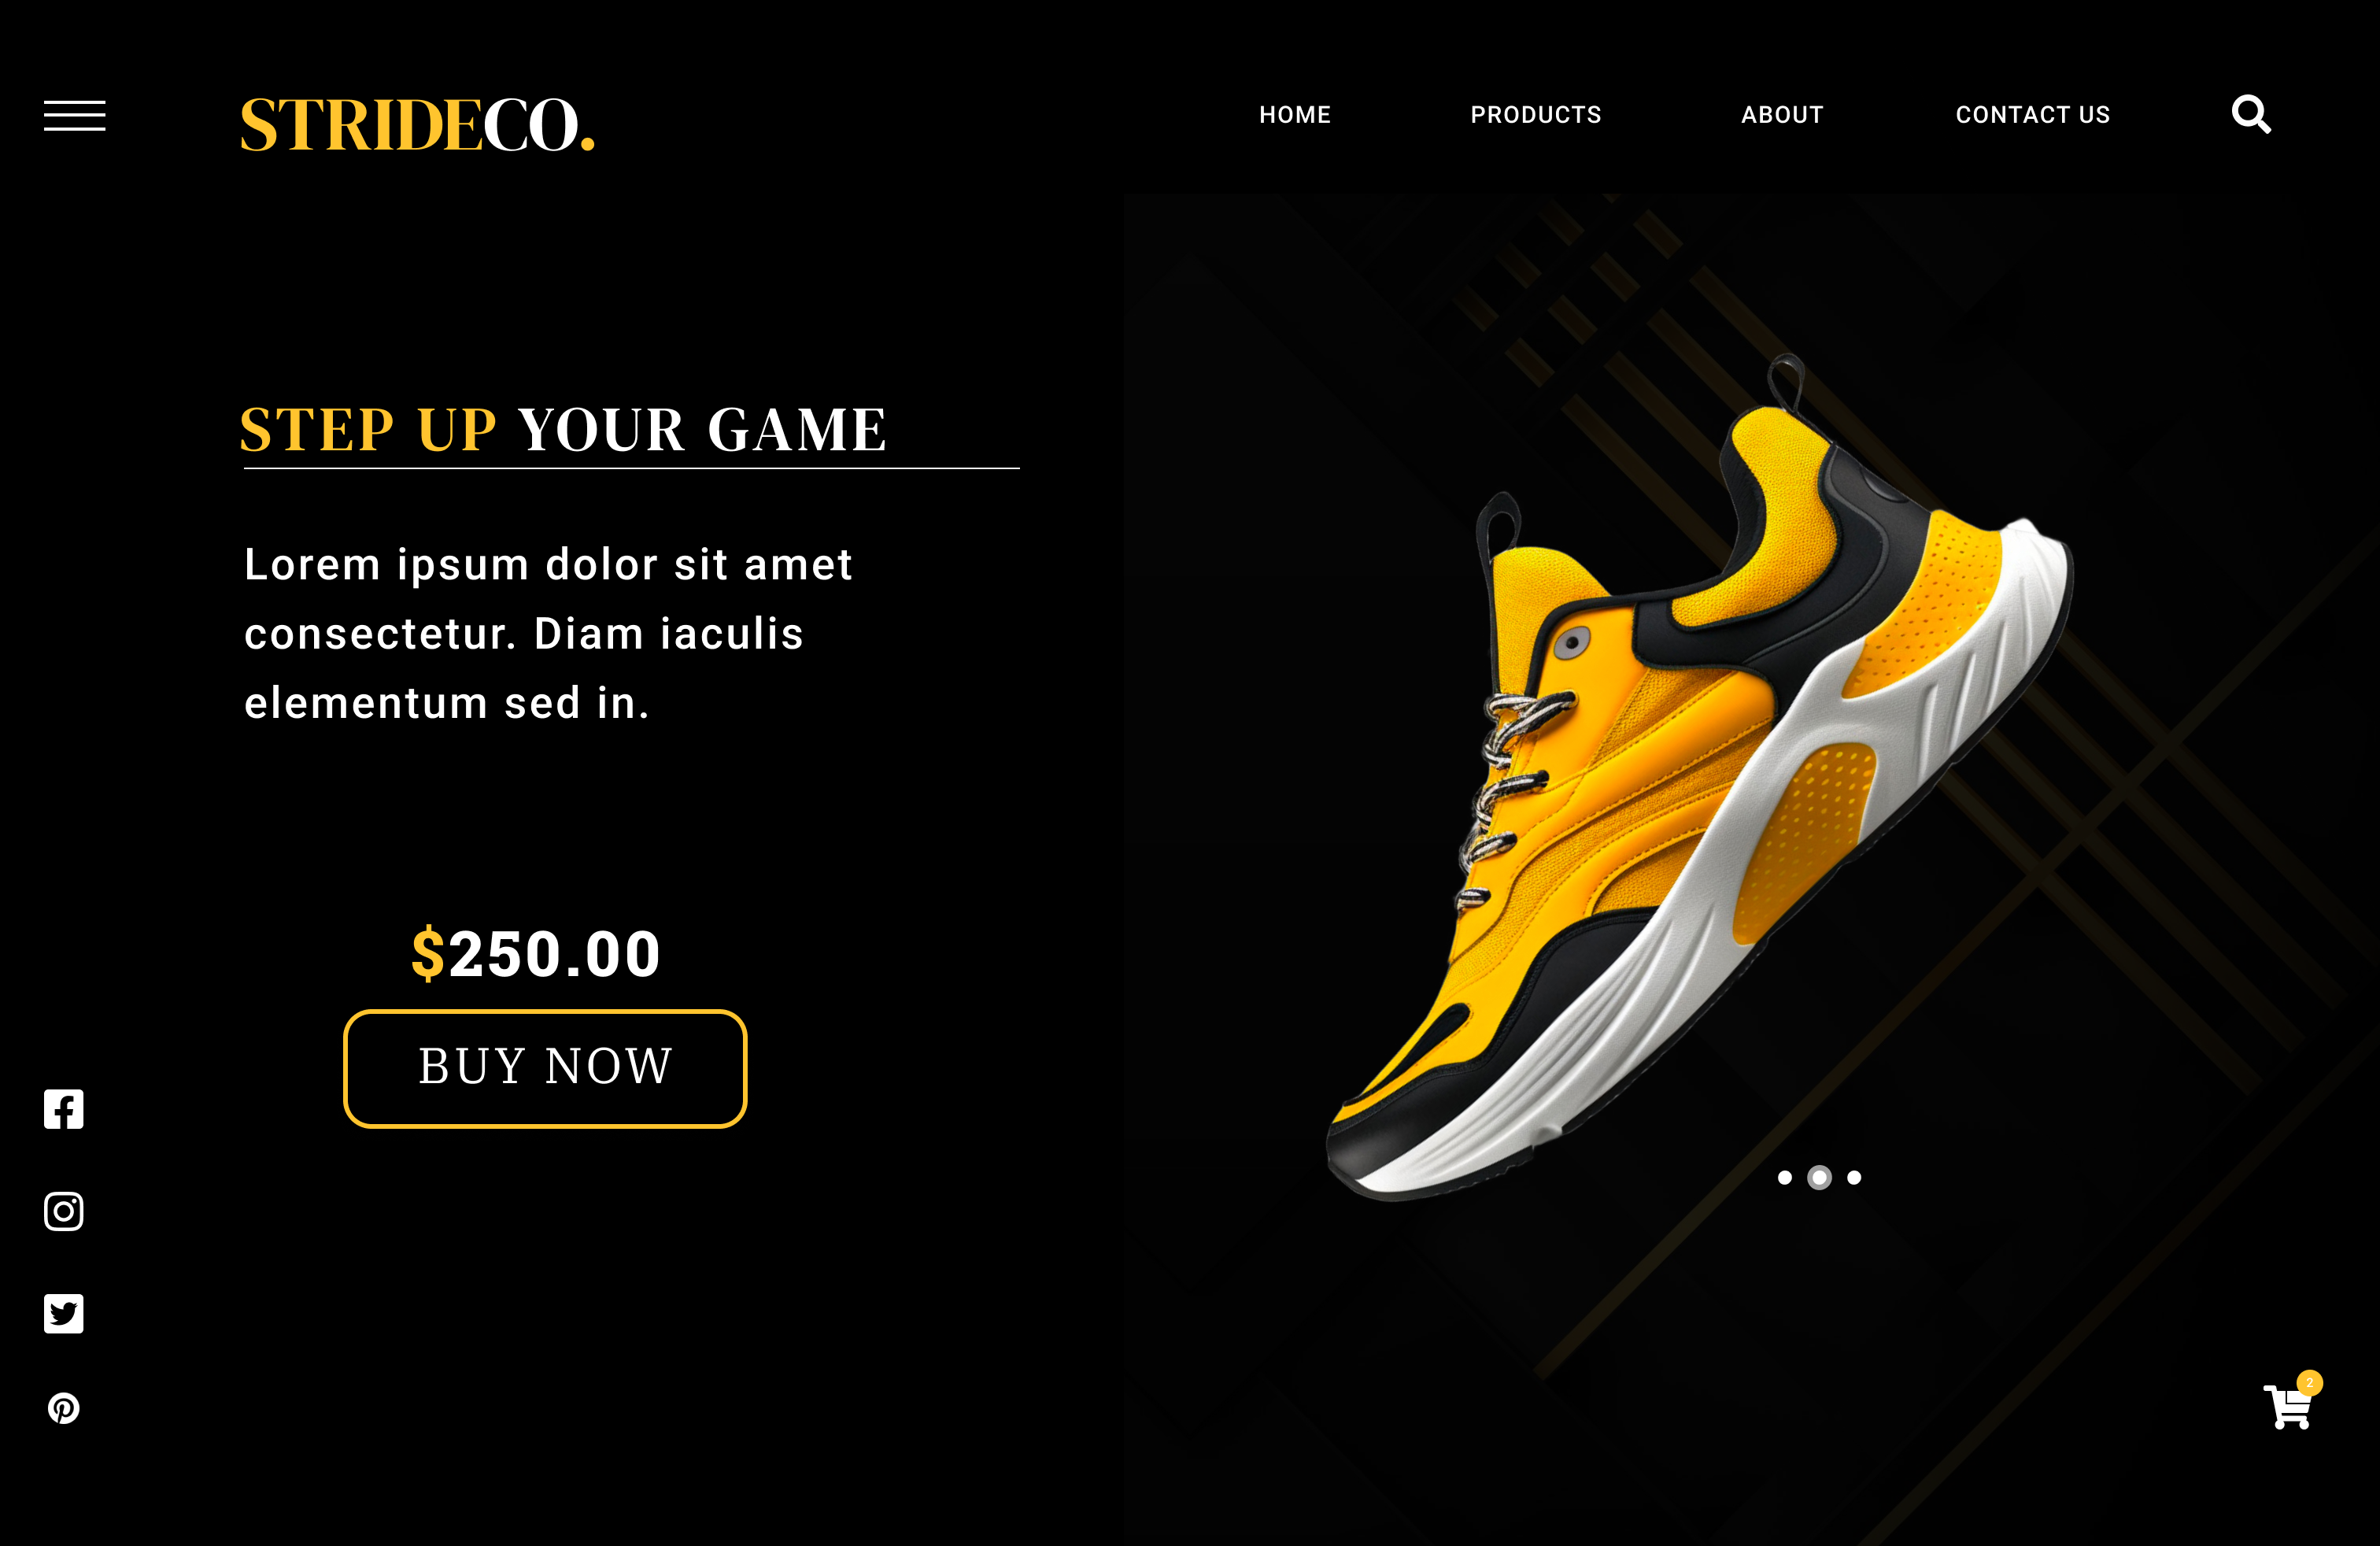 STRIDECO.
HOME
PRODUCTS
ABOUT
CONTACT US
STEP UP YOUR GAME
Lorem ipsum dolor sit amet
consectetur. Diam iaculis
elementum sed in.
$250.00
BUY NOW
2